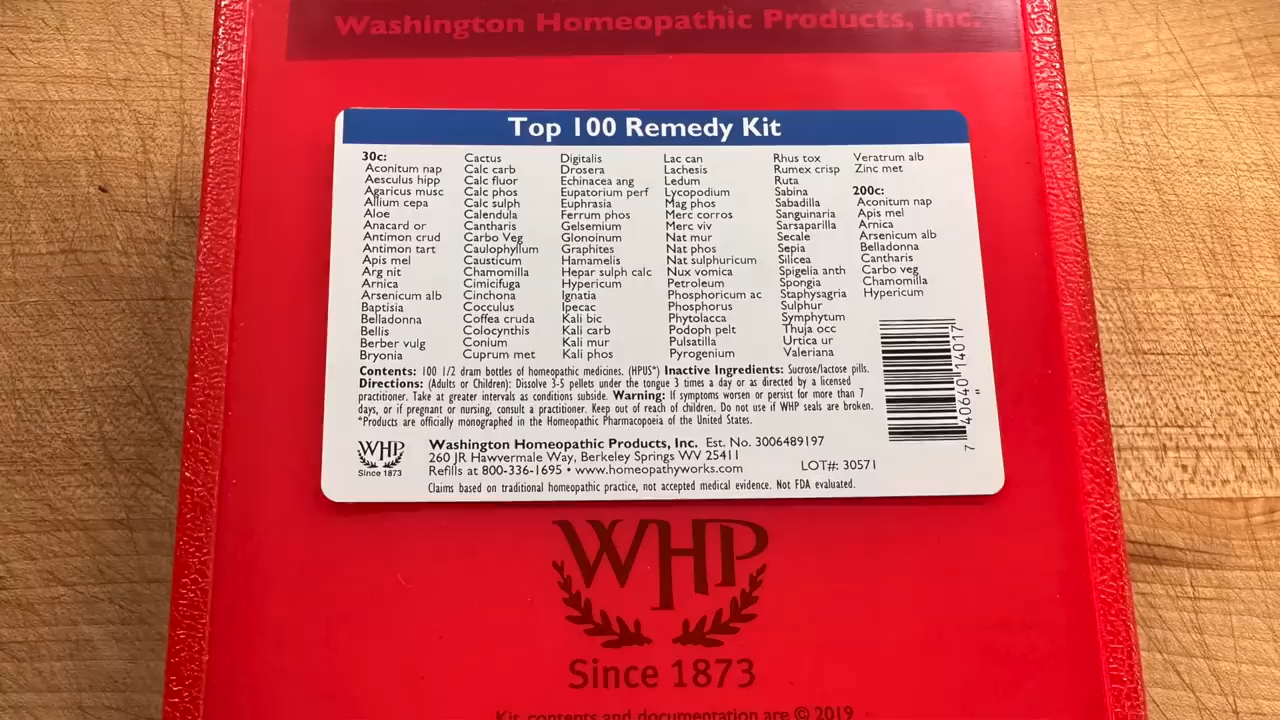 Washington Homeopathic Products, Inc.
Top 100 Remedy Kit
30c:
Aconitum nap
Aesculus hipp
Agaricus musc
Allium cepa
Aloe
Anacard or
Antimon crud
Antimon tart
Apis mel
Arg nit
Arnica
Arsenicum alb
Baptisia
Belladonna
Bellis
Berber vulg
Bryonia
Cactus
Calc carb
Calc fluor
Calc phos
Calc sulph
Calendula
Cantharis
Carbo Veg
Caulophyllum
Causticum
Chamomilla
Cimicifuga
Cinchona
Cocculus
Coffea cruda
Colocynthis
Conium
Cuprum met
Digitalis
Drosera
Echinacea ang
Eupatorium perf
Euphrasia
Ferrum phos
Gelsemium
Glonoinum
Graphites
Hamamelis
Hepar sulph calc
Hypericum
Ignatia
Ipecac
Kali bic
Kali carb
Kali mur
Kali phos
Lac can
Lachesis
Ledum
Lycopodium
Mag phos
Merc corros
Merc viv
Nat mur
Nat phos
Nat sulphuricum
Nux vomica
Petroleum
Phosphoricum ac
Phosphorus
Phytolacca
Podoph pelt
Pulsatilla
Pyrogenium
Rhus tox
Rumex crisp
Ruta
Sabina
Sabadilla
Sanguinaria
Sarsaparilla
Secale
Sepia
Silicea
Spigelia anth
Spongia
Staphysagria
Sulphur
Symphytum
Thuja occ
Urtica ur
Valeriana
Veratrum alb
Zinc met
200c:
Aconitum nap
Apis mel
Arnica
Arsenicum alb
Belladonna
Cantharis
Carbo veg
Chamomilla
Hypericum
Contents: 100 1/2 dram bottles of homeopathic medicines. (HPUS*) Inactive Ingredients: Sucrose/lactose pills.
Directions: (Adults or Children): Dissolve 3-5 pellets under the tongue 3 times a day or as directed by a licensed
practitioner. Take at greater intervals as conditions subside. Warning: If symptoms worsen or persist for more than 7
days, or if pregnant or nursing, consult a practitioner. Keep out of reach of children. Do not use if WHP seals are broken.
*Products are officially monographed in the Homeopathic Pharmacopoeia of the United States.
7 40640 14017 "
WHP
Since 1873
Washington Homeopathic Products, Inc. Est. No. 3006489197
260 JR Hawvermale Way, Berkeley Springs WV 25411
Refills at 800-336-1695 • www.homeopathyworks.com
LOT#: 30571
Claims based on traditional homeopathic practice, not accepted medical evidence. Not FDA evaluated.
WHP
Since 1873
Kit contents and documentation are © 2019